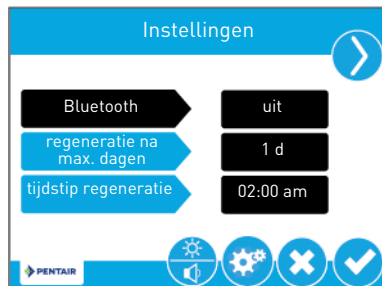 Instellingen
Bluetooth uit
regeneratie na
max. dagen 1 d
tijdstip regeneratie 02:00 am
PENTAIR